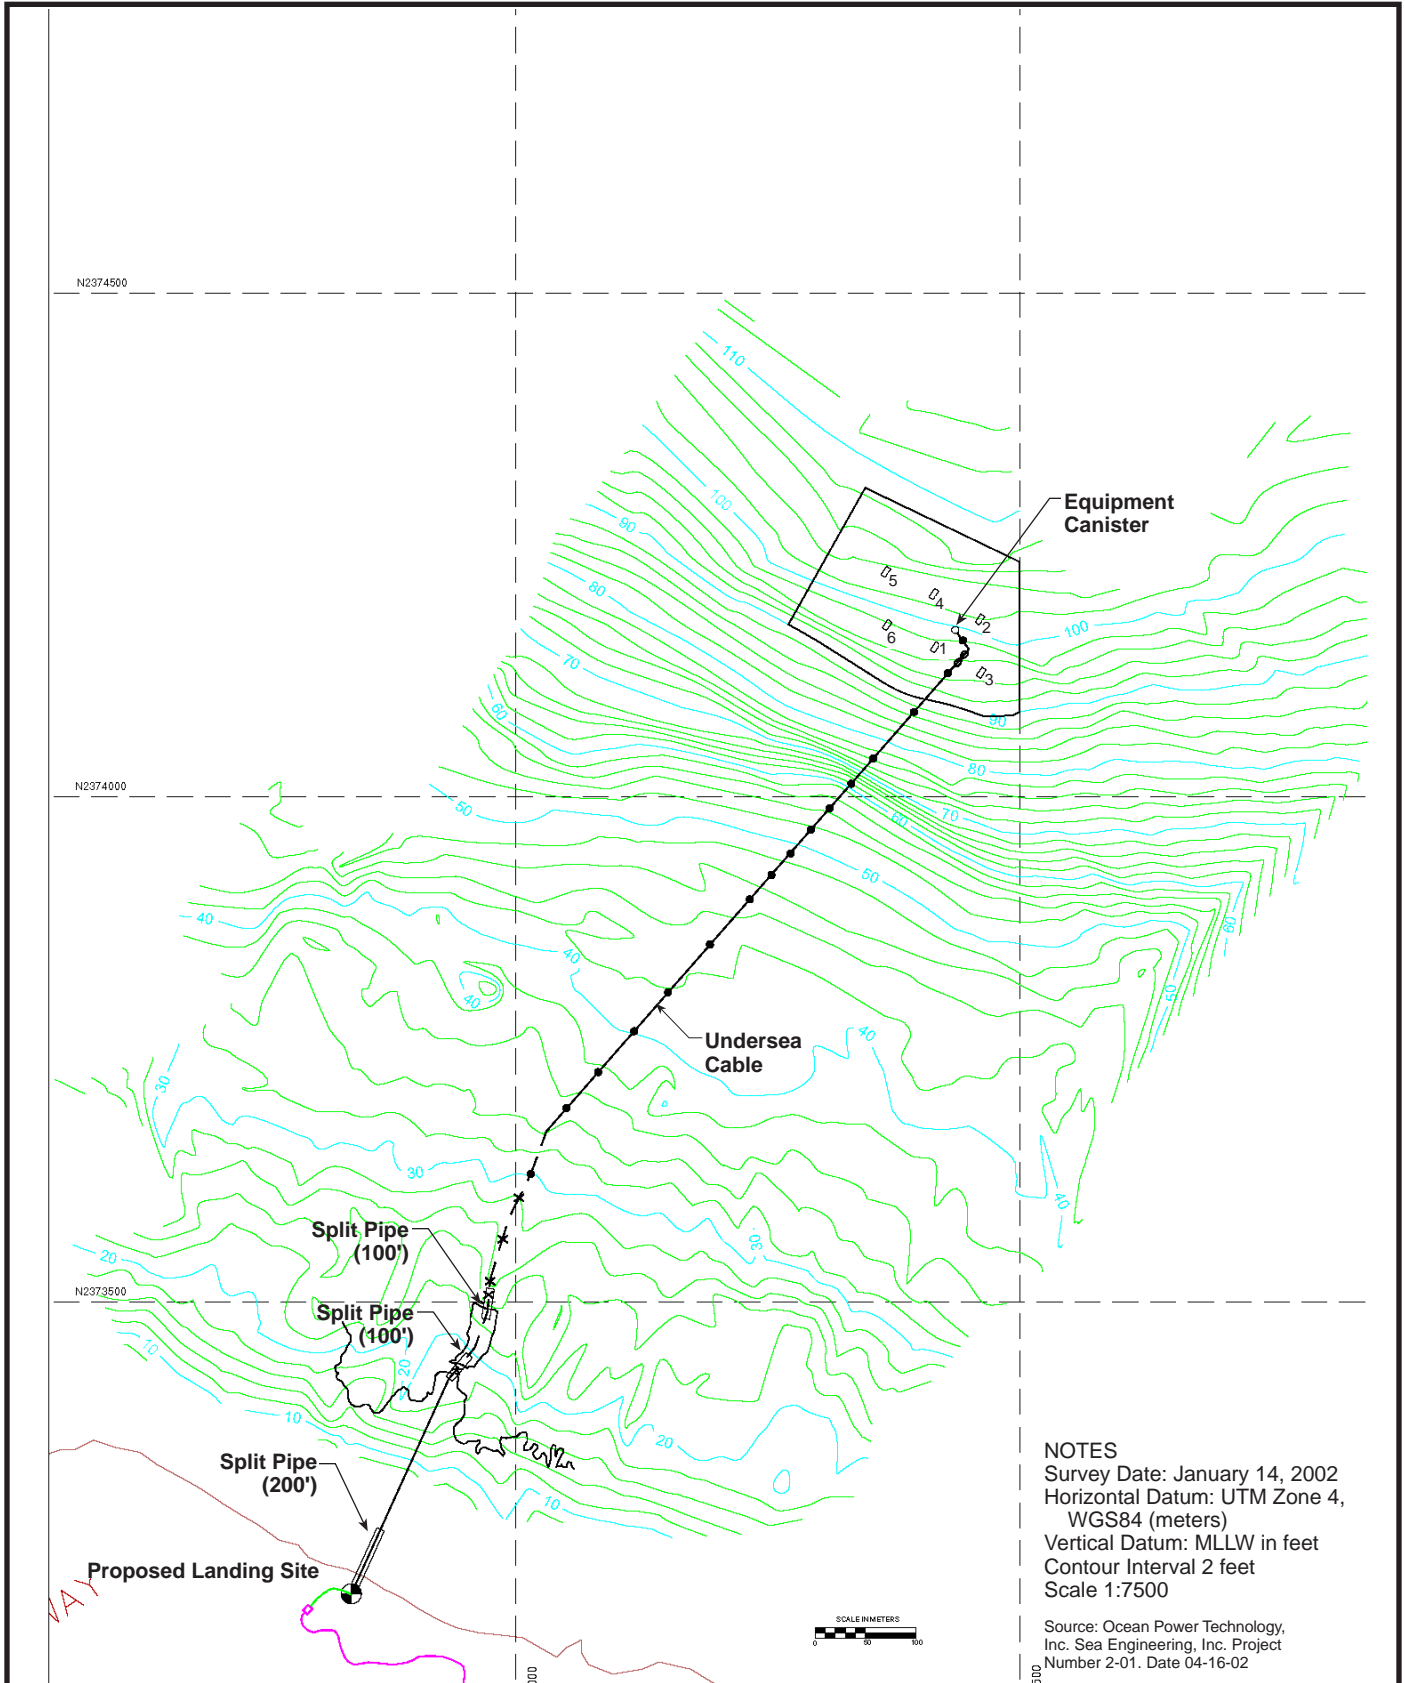 N2374500
110
100
90
80
70
60
Equipment
Canister
5
4
2
6
1
3
100
90
80
70
60
N2374000
50
50
60
50
40
40
40
40
Undersea
Cable
30
30
40
30
20
Split Pipe
(100')
N2373500
Split Pipe
(100')
20
10
10
20
10
Split Pipe
(200')
Proposed Landing Site
NOTES
Survey Date: January 14, 2002
Horizontal Datum: UTM Zone 4,
WGS84 (meters)
Vertical Datum: MLLW in feet
Contour Interval 2 feet
Scale 1:7500
Source: Ocean Power Technology,
Inc. Sea Engineering, Inc. Project
Number 2-01. Date 04-16-02
SCALE IN METERS
0 50 100